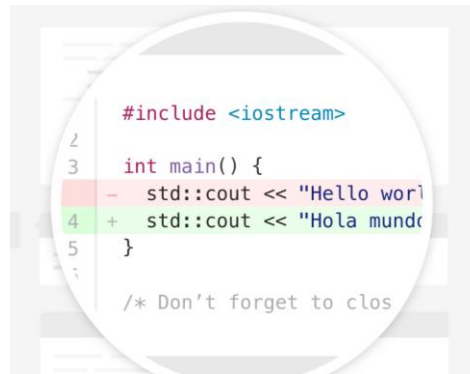 #include <iostream>
2
3 int main() {
- std::cout << "Hello worl
4 + std::cout << "Hola mundo
5 }
/* Don't forget to clos